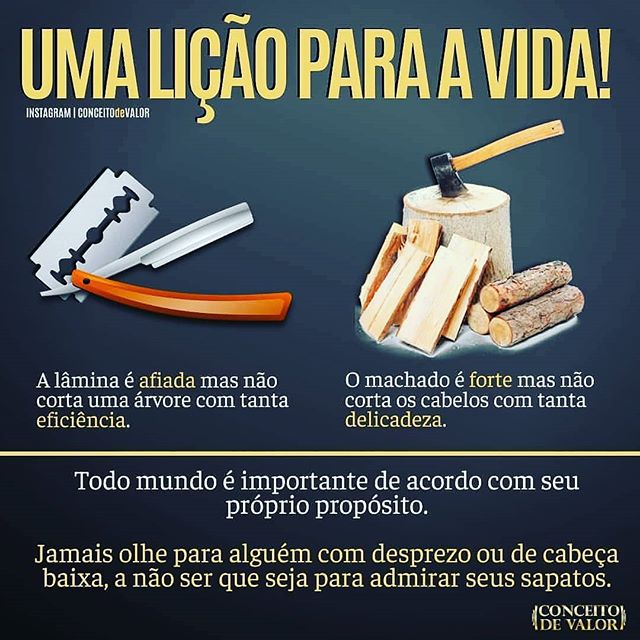 UMA LIÇÃO PARA A VIDA!
INSTAGRAM | CONCEITOdeVALOR
A lâmina é afiada mas não
corta uma árvore com tanta
eficiência.
O machado é forte mas não
corta os cabelos com tanta
delicadeza.
Todo mundo é importante de acordo com seu
próprio propósito.
Jamais olhe para alguém com desprezo ou de cabeça
baixa, a não ser que seja para admirar seus sapatos.
CONCEITO
DE VALOR